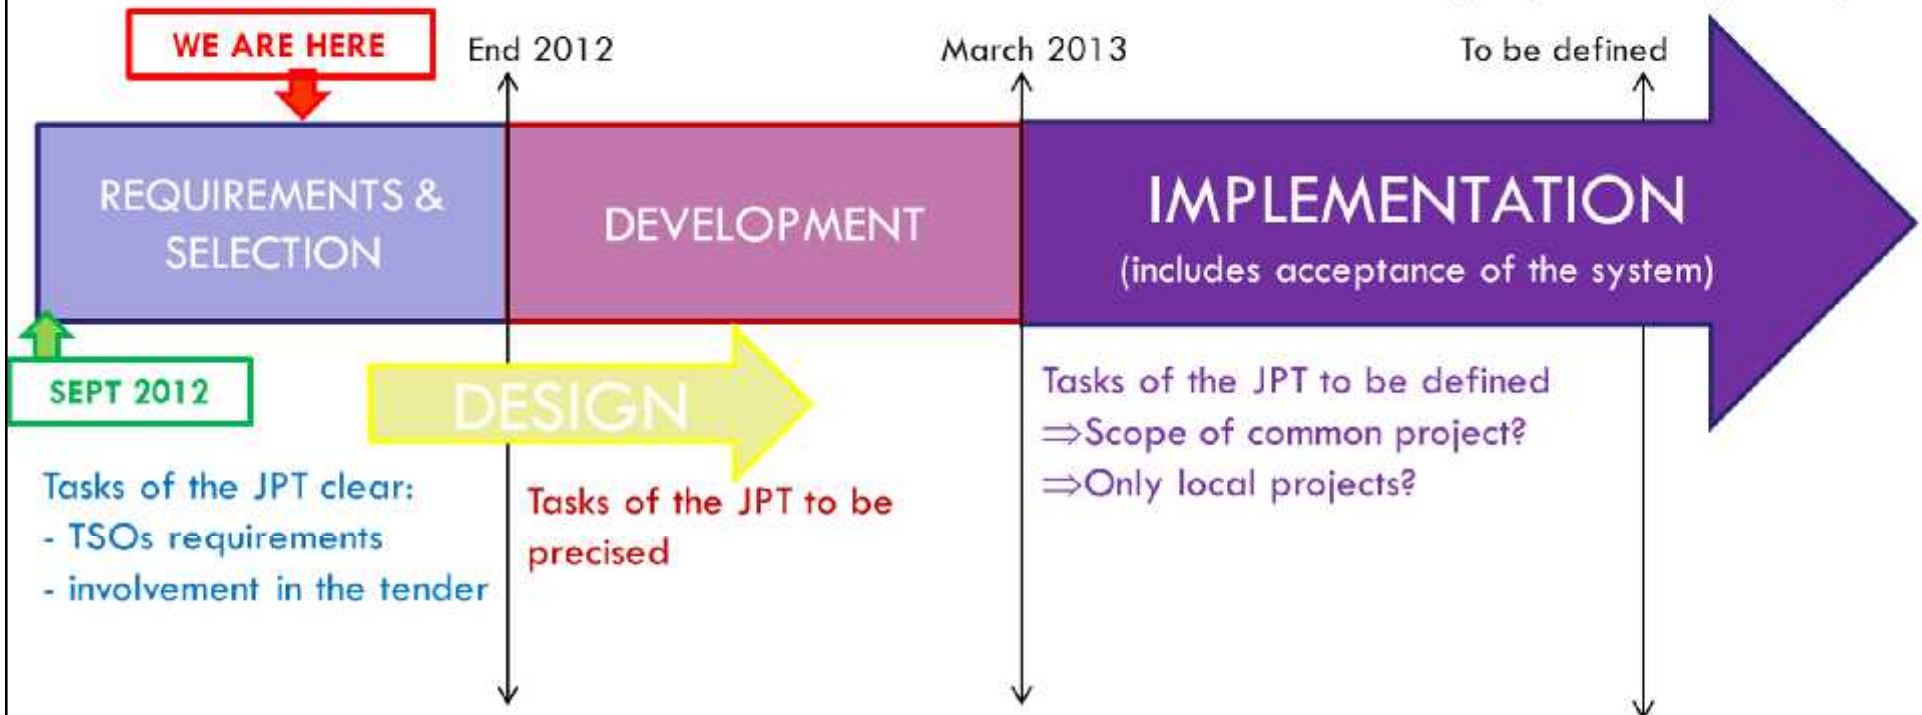 WE ARE HERE
End 2012
March 2013
To be defined
REQUIREMENTS &
SELECTION
DEVELOPMENT
IMPLEMENTATION
(includes acceptance of the system)
SEPT 2012
DESIGN
Tasks of the JPT clear:
- TSOs requirements
- involvement in the tender
Tasks of the JPT to be
precised
Tasks of the JPT to be defined
⇒Scope of common project?
⇒Only local projects?